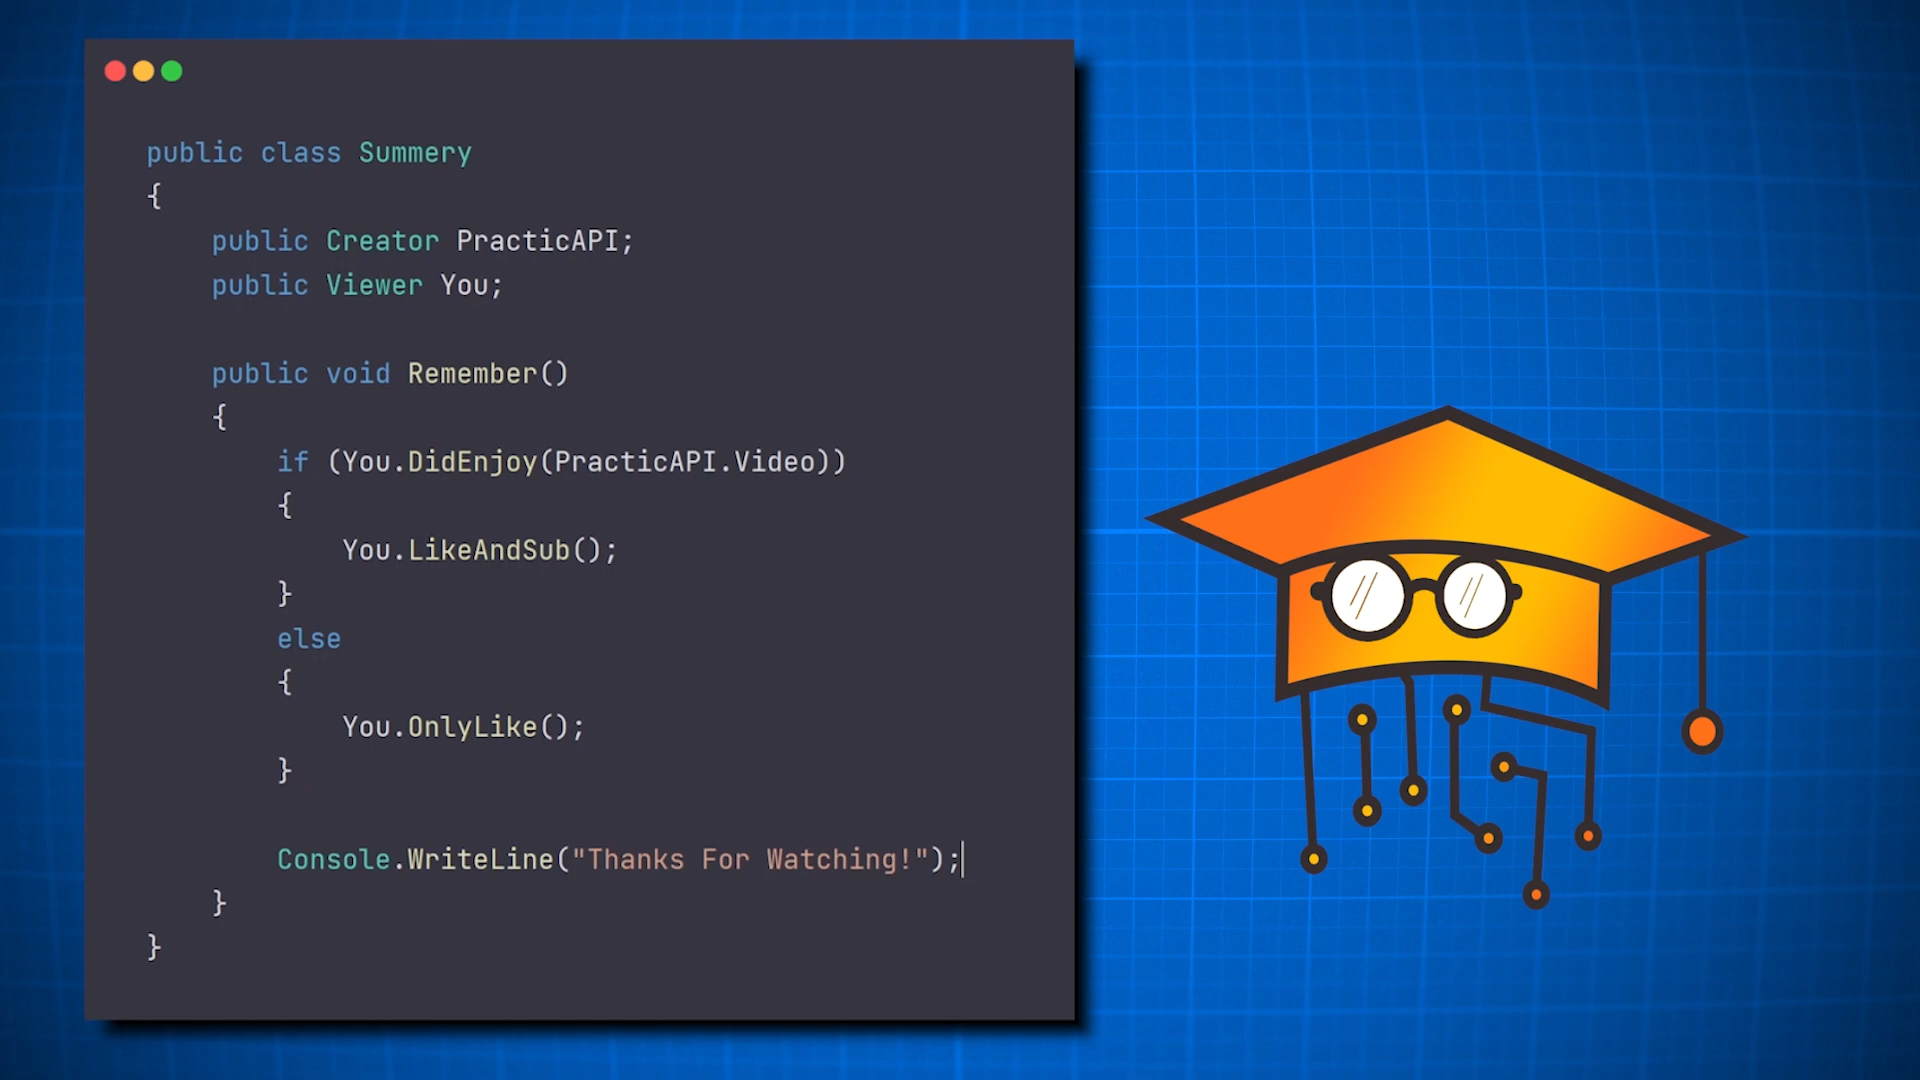 public class Summery
{
    public Creator PracticAPI;
    public Viewer You;

    public void Remember()
    {
        if (You.DidEnjoy(PracticAPI.Video))
        {
            You.LikeAndSub();
        }
        else
        {
            You.OnlyLike();
        }

        Console.WriteLine("Thanks For Watching!");
    }
}